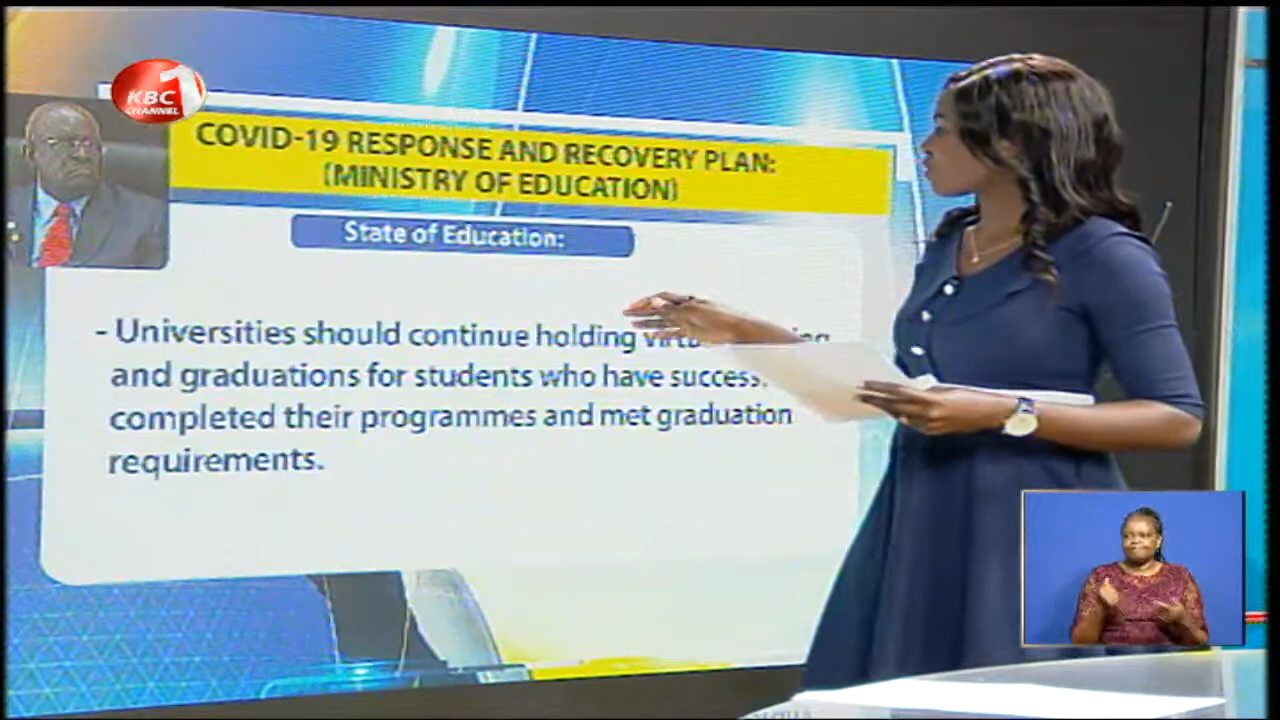 KBC 1
CHANNEL
COVID-19 RESPONSE AND RECOVERY PLAN:
(MINISTRY OF EDUCATION)
State of Education:
- Universities should continue holding
and graduations for students who have
completed their programmes and met graduation
requirements.